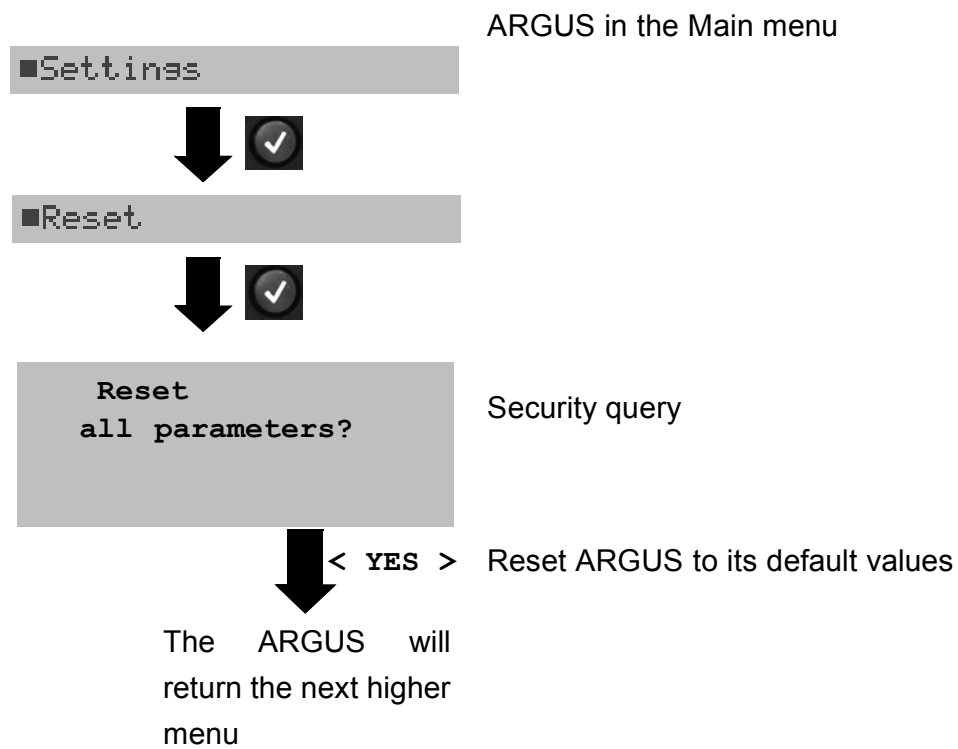 ARGUS in the Main menu
■Settings
■Reset
Reset
all parameters?
Security query
< YES >
Reset ARGUS to its default values
The ARGUS will
return the next higher
menu